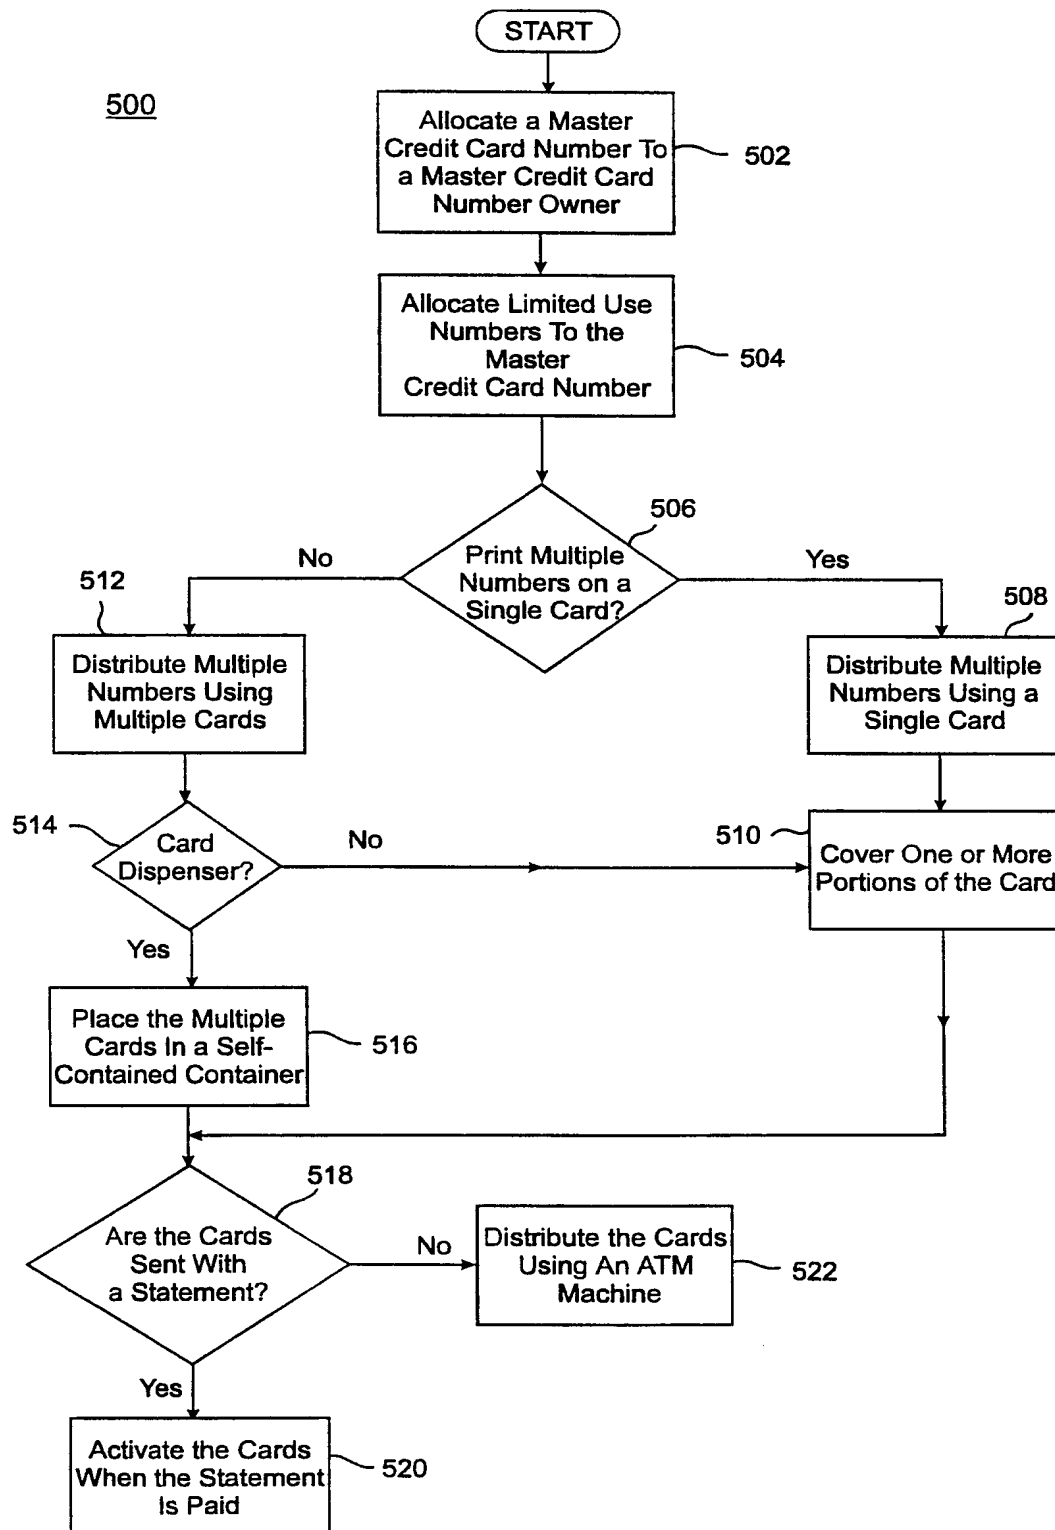 START
500
Allocate a Master
Credit Card Number To
a Master Credit Card
Number Owner
502
Allocate Limited Use
Numbers To the
Master
Credit Card Number
504
506
Print Multiple
Numbers on a
Single Card?
No
Yes
512
508
Distribute Multiple
Numbers Using
Multiple Cards
Distribute Multiple
Numbers Using a
Single Card
514
Card
Dispenser?
No
510
Cover One or More
Portions of the Card
Yes
Place the Multiple
Cards In a Self-
Contained Container
516
518
Are the Cards
Sent With
a Statement?
No
Distribute the Cards
Using An ATM
Machine
522
Yes
Activate the Cards
When the Statement
Is Paid
520